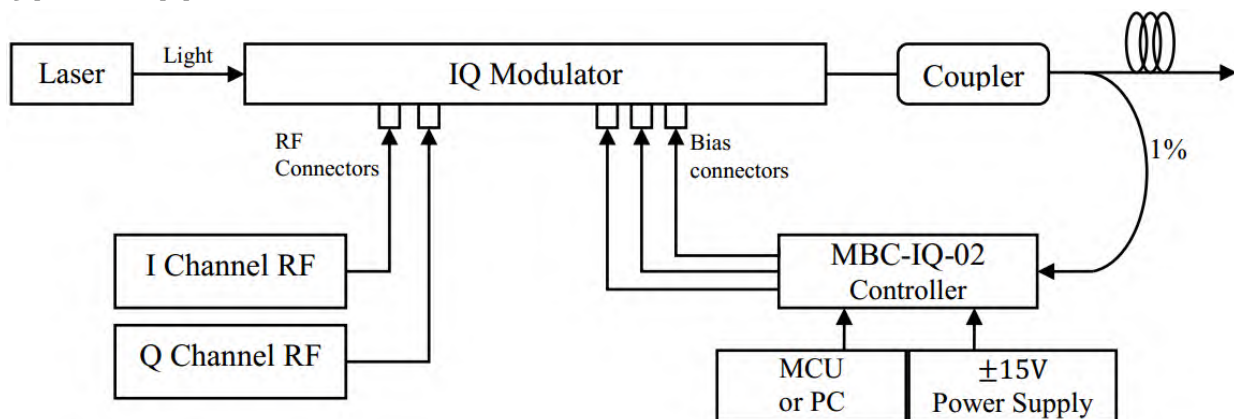 Laser
Light
IQ Modulator
Coupler
RF
Connectors
Bias
connectors
1%
I Channel RF
Q Channel RF
MBC-IQ-02
Controller
MCU
or PC
±15V
Power Supply